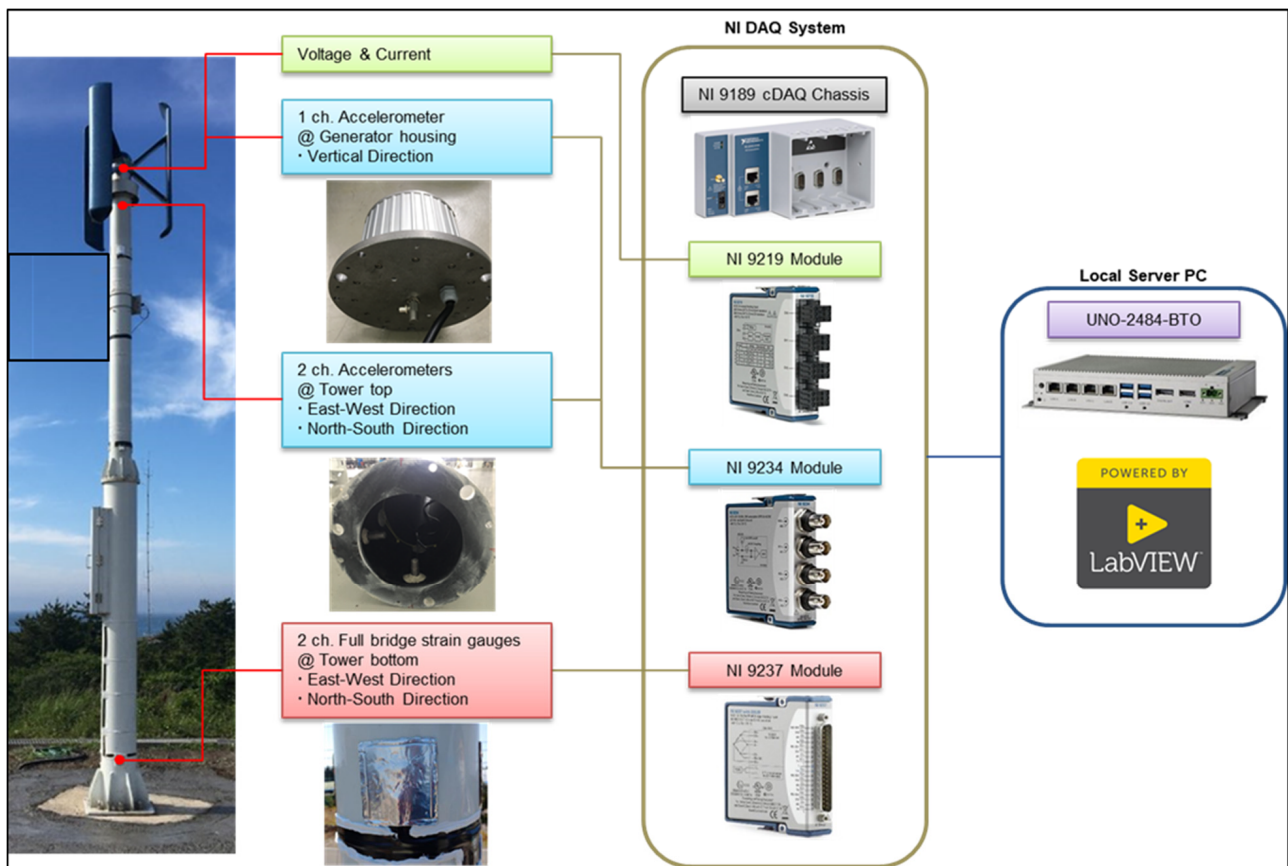 NI DAQ System
Voltage & Current
NI 9189 cDAQ Chassis
1 ch. Accelerometer
@ Generator housing
· Vertical Direction
NI 9219 Module
Local Server PC
UNO-2484-BTO
2 ch. Accelerometers
@ Tower top
· East-West Direction
· North-South Direction
NI 9234 Module
POWERED BY
LabVIEW™
2 ch. Full bridge strain gauges
@ Tower bottom
· East-West Direction
· North-South Direction
NI 9237 Module